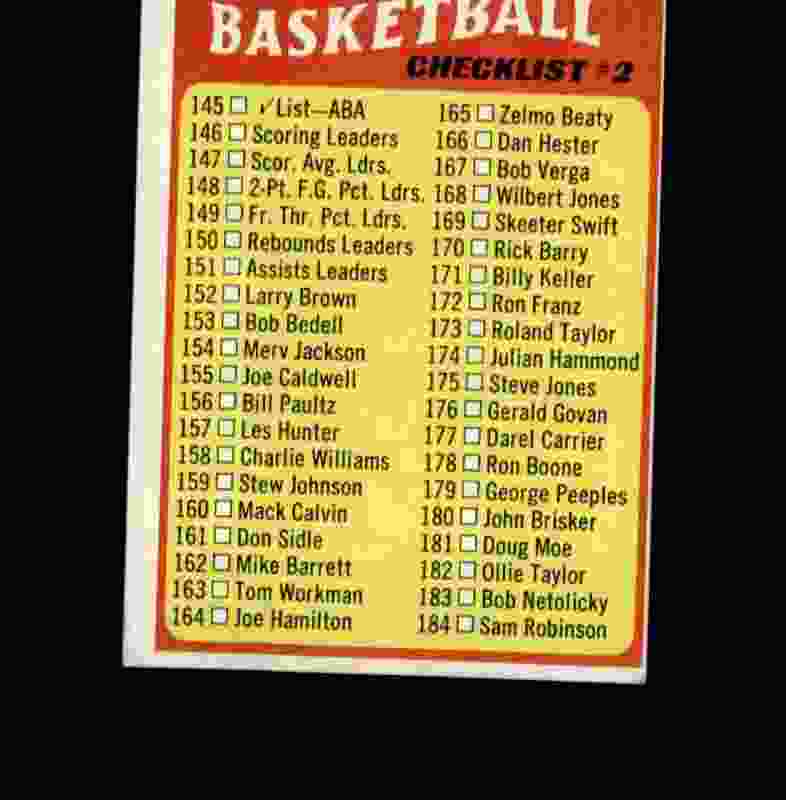 BASKETBALL
CHECKLIST #2
145 ✓List—ABA
146 Scoring Leaders
147 Scor. Avg. Ldrs.
148 2-Pt. F.G. Pct. Ldrs.
149 Fr. Thr. Pct. Ldrs.
150 Rebounds Leaders
151 Assists Leaders
152 Larry Brown
153 Bob Bedell
154 Merv Jackson
155 Joe Caldwell
156 Bill Paultz
157 Les Hunter
158 Charlie Williams
159 Stew Johnson
160 Mack Calvin
161 Don Sidle
162 Mike Barrett
163 Tom Workman
164 Joe Hamilton
165 Zelmo Beaty
166 Dan Hester
167 Bob Verga
168 Wilbert Jones
169 Skeeter Swift
170 Rick Barry
171 Billy Keller
172 Ron Franz
173 Roland Taylor
174 Julian Hammond
175 Steve Jones
176 Gerald Govan
177 Darel Carrier
178 Ron Boone
179 George Peeples
180 John Brisker
181 Doug Moe
182 Ollie Taylor
183 Bob Netolicky
184 Sam Robinson